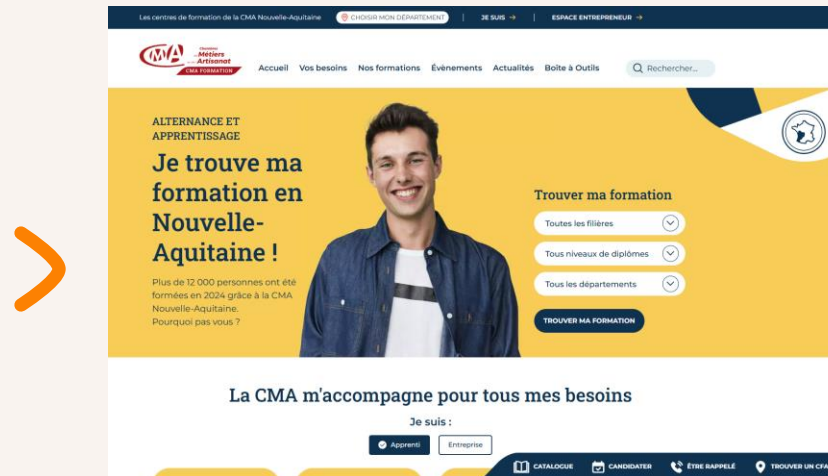 Les centres de formation de la CMA Nouvelle-Aquitaine
CHOISIR MON DÉPARTEMENT
JE SUIS →
ESPACE ENTREPRENEUR →
CMA
Métiers
Artisanat
CMA FORMATION
Accueil Vos besoins Nos formations Évènements Actualités Boîte à Outils
Rechercher...
ALTERNANCE ET
APPRENTISSAGE
Je trouve ma
formation en
Nouvelle-
Aquitaine !
Plus de 12 000 personnes ont été
formées en 2024 grâce à la CMA
Nouvelle-Aquitaine.
Pourquoi pas vous ?
Trouver ma formation
Toutes les filières
Tous niveaux de diplômes
Tous les départements
TROUVER MA FORMATION
La CMA m'accompagne pour tous mes besoins
Je suis :
Apprenti
Entreprise
CATALOGUE
CANDIDATER
ÊTRE RAPPELÉ
TROUVER UN CFA